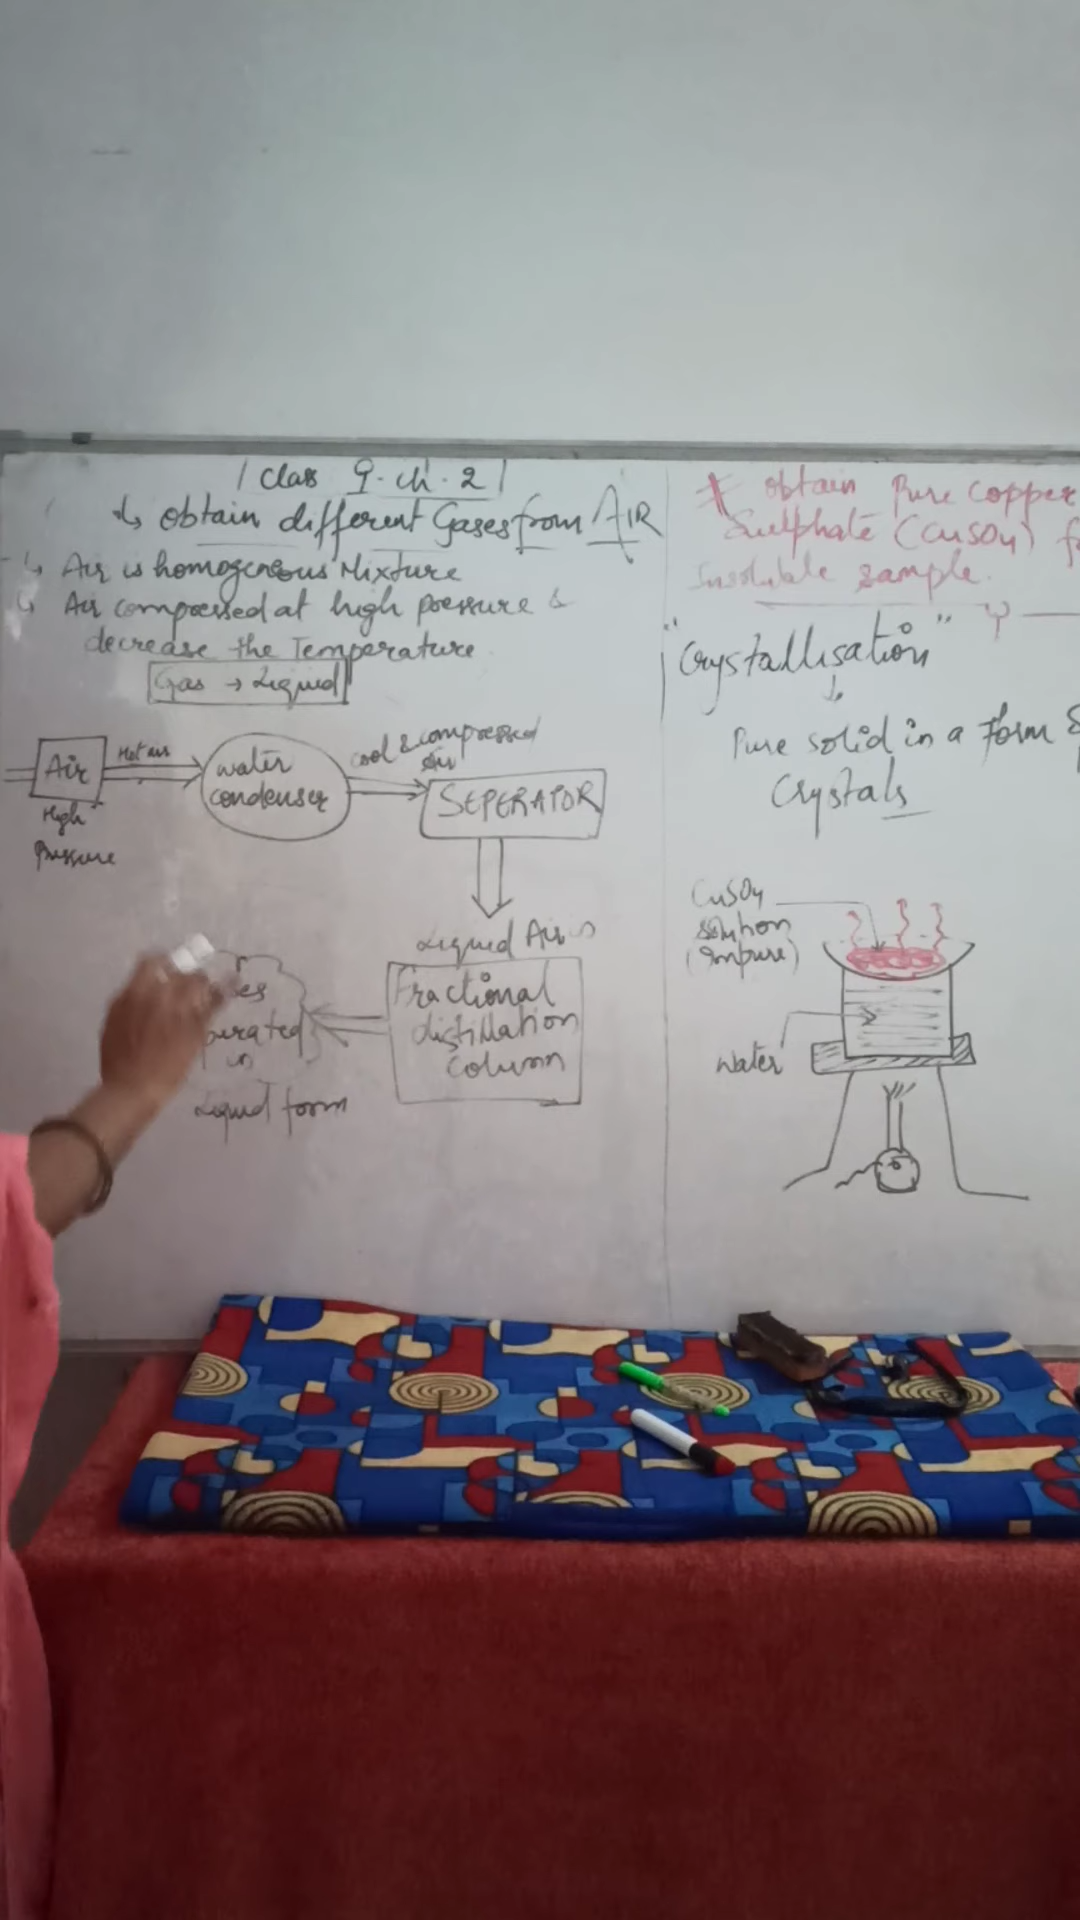 Class 9. ch. 2
↳ obtain different Gases from AIR
↳ Air is homogeneous Mixture
↳ Air compressed at high pressure &
decrease the Temperature
Gas → Liquid
Air
High
Pressure
Hot air
water
condenser
cool & compressed
Air
SEPERATOR
Liquid Air
Fractional
distillation
column
in
Liquid form
* obtain Pure Copper
Sulphate (CuSO4)
Insoluble sample.
"Crystallisation"
↓
Pure solid in a form
Crystals
CuSO4
solution
(Impure)
water